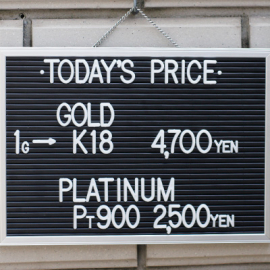 ·TODAY'S PRICE·
GOLD
1G→ K18 4,700YEN
PLATINUM
PT900 2,500YEN